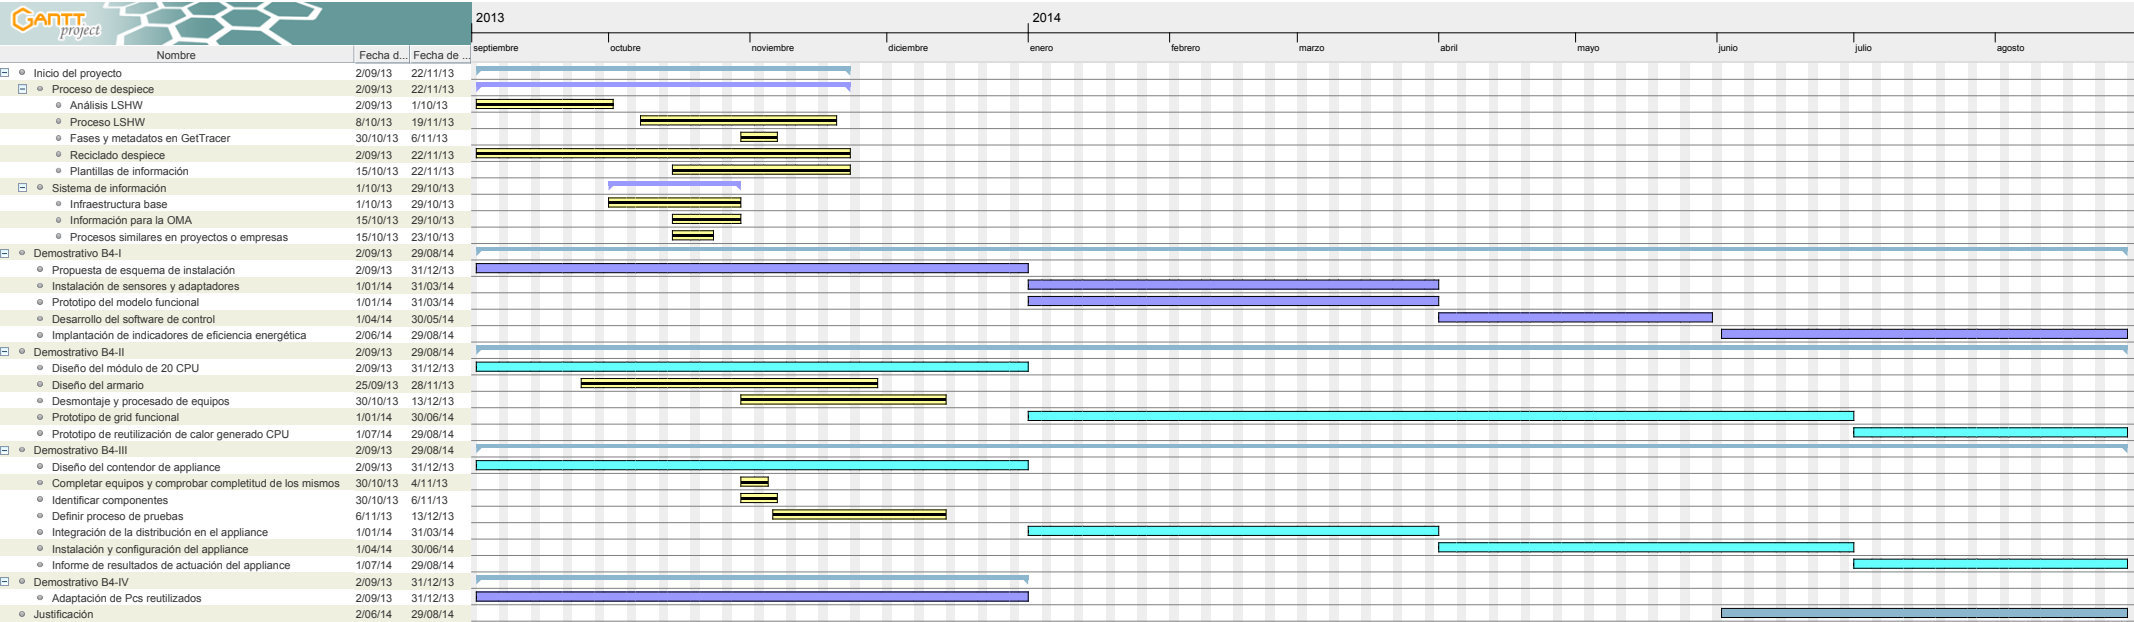 GANTT project
2013 2014
septiembre octubre noviembre diciembre enero febrero marzo abril mayo junio julio agosto
Nombre Fecha d... Fecha de ...
Inicio del proyecto 2/09/13 22/11/13
Proceso de despiece 2/09/13 22/11/13
Análisis LSHW 2/09/13 1/10/13
Proceso LSHW 8/10/13 19/11/13
Fases y metadatos en GetTracer 30/10/13 6/11/13
Reciclado despiece 2/09/13 22/11/13
Plantillas de información 15/10/13 22/11/13
Sistema de información 1/10/13 29/10/13
Infraestructura base 1/10/13 29/10/13
Información para la OMA 15/10/13 29/10/13
Procesos similares en proyectos o empresas 15/10/13 23/10/13
Demostrativo B4-I 2/09/13 29/08/14
Propuesta de esquema de instalación 2/09/13 31/12/13
Instalación de sensores y adaptadores 1/01/14 31/03/14
Prototipo del modelo funcional 1/01/14 31/03/14
Desarrollo del software de control 1/04/14 30/05/14
Implantación de indicadores de eficiencia energética 2/06/14 29/08/14
Demostrativo B4-II 2/09/13 29/08/14
Diseño del módulo de 20 CPU 2/09/13 31/12/13
Diseño del armario 25/09/13 28/11/13
Desmontaje y procesado de equipos 30/10/13 13/12/13
Prototipo de grid funcional 1/01/14 30/06/14
Prototipo de reutilización de calor generado CPU 1/07/14 29/08/14
Demostrativo B4-III 2/09/13 29/08/14
Diseño del contendor de appliance 2/09/13 31/12/13
Completar equipos y comprobar completitud de los mismos 30/10/13 4/11/13
Identificar componentes 30/10/13 6/11/13
Definir proceso de pruebas 6/11/13 13/12/13
Integración de la distribución en el appliance 1/01/14 31/03/14
Instalación y configuración del appliance 1/04/14 30/06/14
Informe de resultados de actuación del appliance 1/07/14 29/08/14
Demostrativo B4-IV 2/09/13 31/12/13
Adaptación de Pcs reutilizados 2/09/13 31/12/13
Justificación 2/06/14 29/08/14